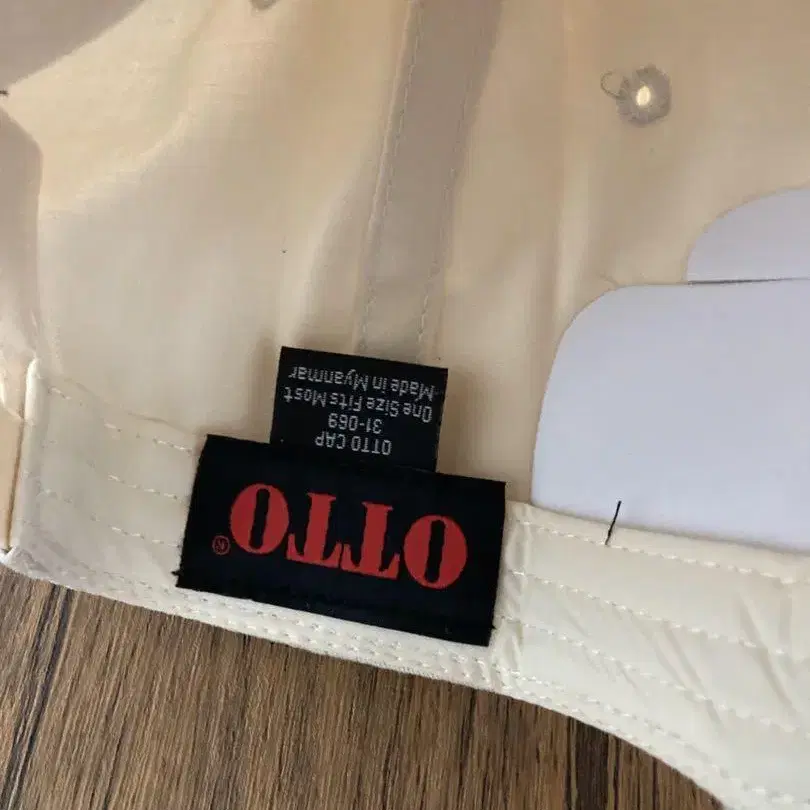 OTTO®
OTTO CAP
31-069
One Size Fits Most
Made in Myanmar